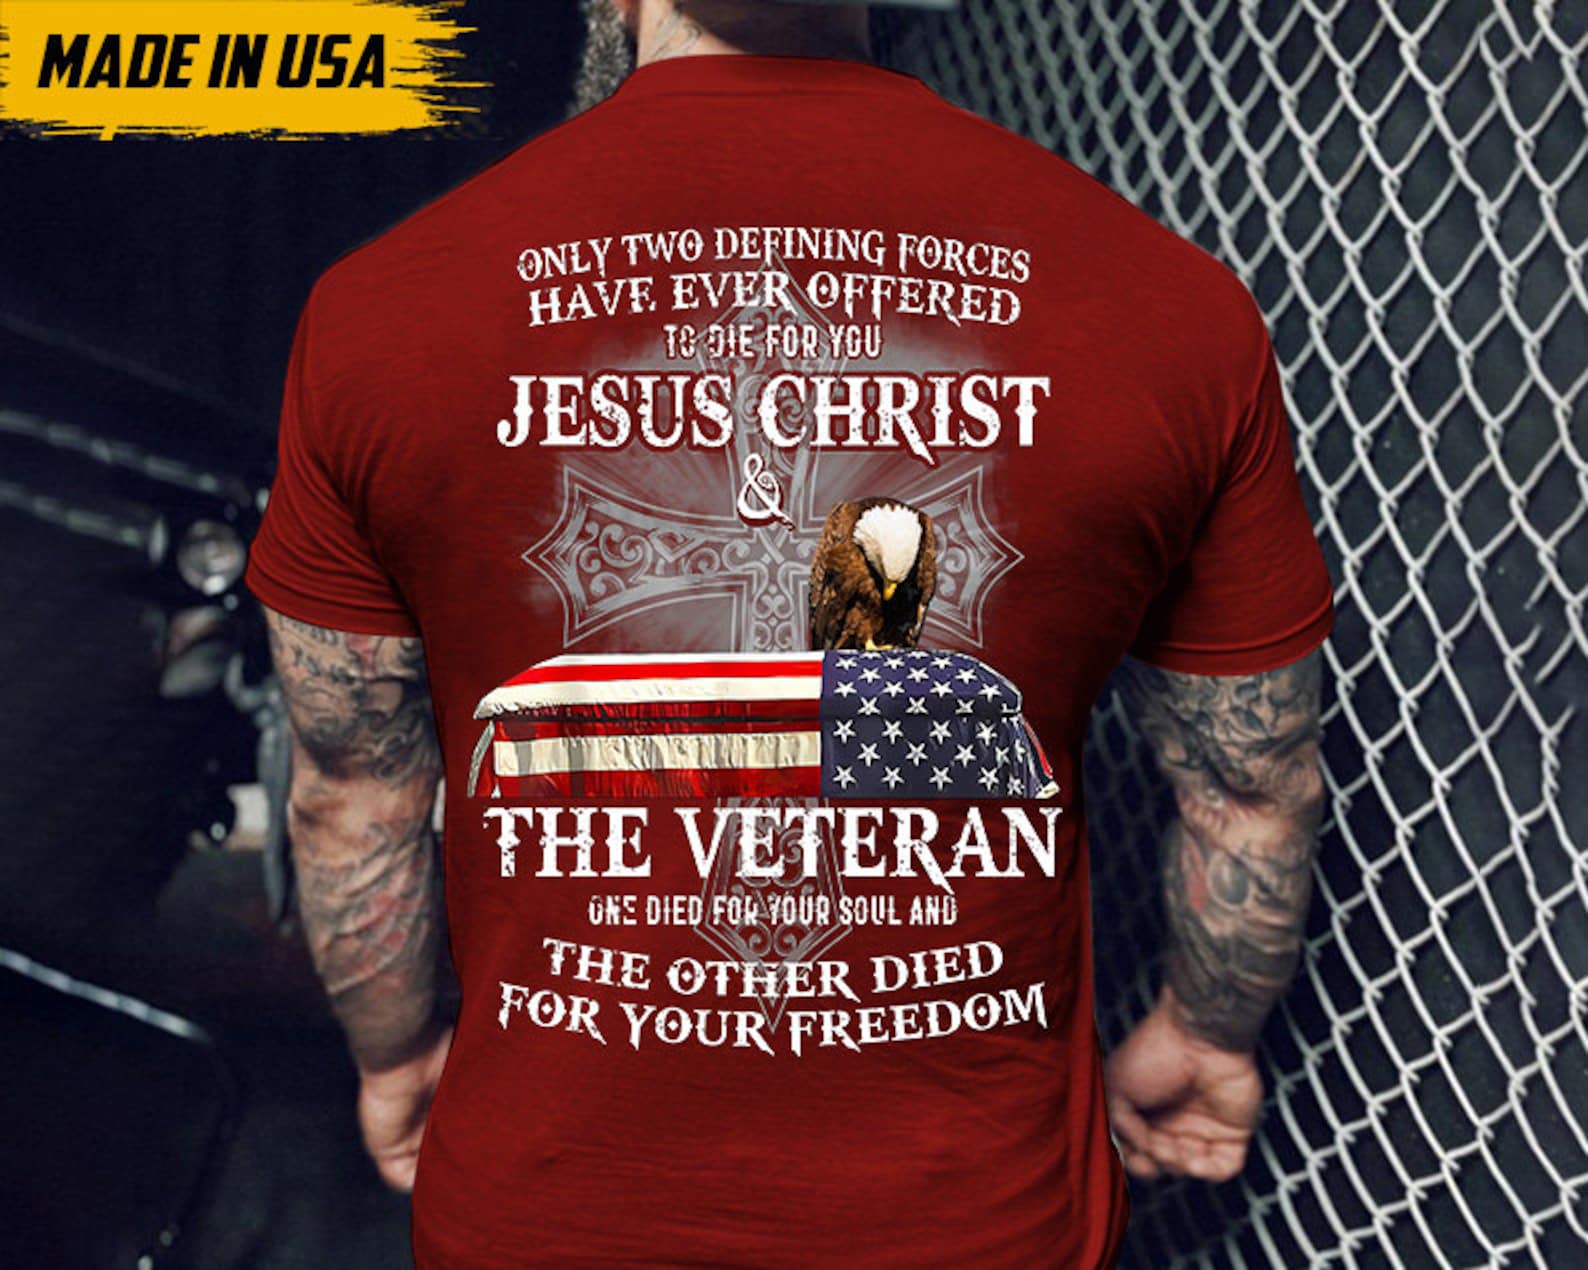 MADE IN USA
ONLY TWO DEFINING FORCES
HAVE EVER OFFERED
TO DIE FOR YOU
JESUS CHRIST
&
THE VETERAN
ONE DIED FOR YOUR SOUL AND
THE OTHER DIED
FOR YOUR FREEDOM